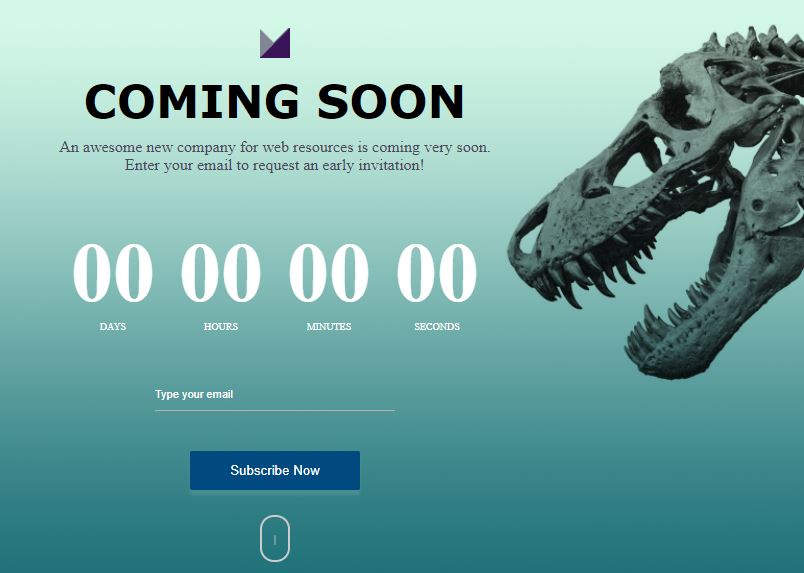 COMING SOON
An awesome new company for web resources is coming very soon.
Enter your email to request an early invitation!
00 00 00 00
DAYS HOURS MINUTES SECONDS
Type your email
Subscribe Now